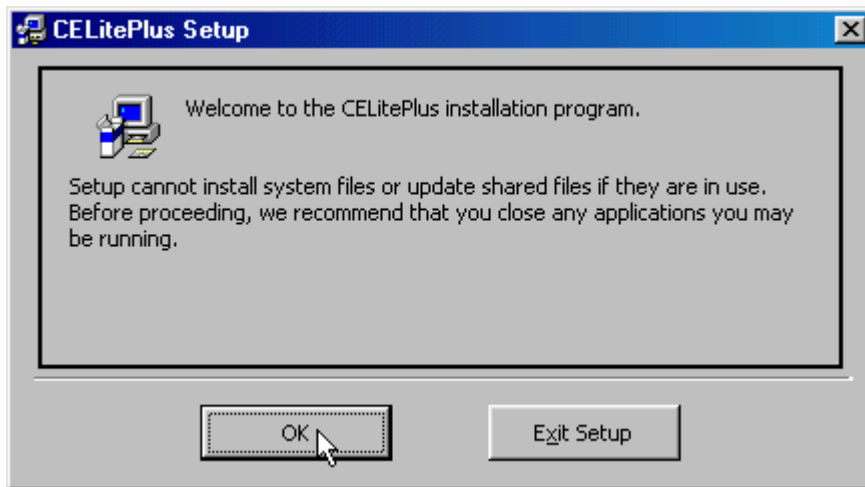 CELitePlus Setup
Welcome to the CELitePlus installation program.
Setup cannot install system files or update shared files if they are in use.
Before proceeding, we recommend that you close any applications you may
be running.
OK
Exit Setup